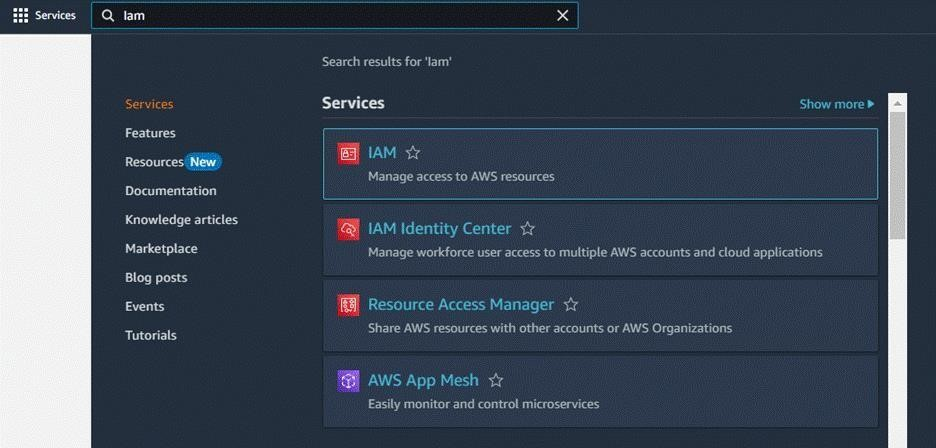 Services
Iam
Search results for 'Iam'
Services
Features
Resources New
Documentation
Knowledge articles
Marketplace
Blog posts
Events
Tutorials
Services
Show more
IAM
Manage access to AWS resources
IAM Identity Center
Manage workforce user access to multiple AWS accounts and cloud applications
Resource Access Manager
Share AWS resources with other accounts or AWS Organizations
AWS App Mesh
Easily monitor and control microservices